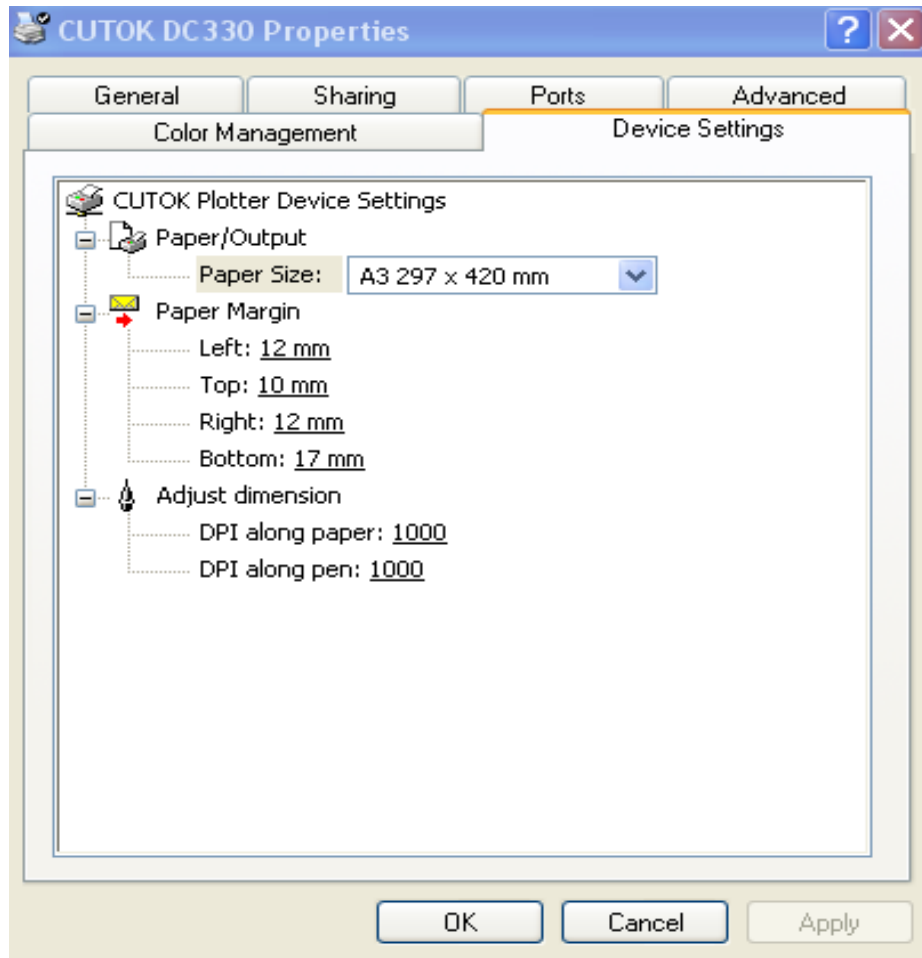 CUTOK DC330 Properties
General Sharing Ports Advanced
Color Management Device Settings
CUTOK Plotter Device Settings
Paper/Output
Paper Size: A3 297 x 420 mm
Paper Margin
Left: 12 mm
Top: 10 mm
Right: 12 mm
Bottom: 17 mm
Adjust dimension
DPI along paper: 1000
DPI along pen: 1000
OK Cancel Apply